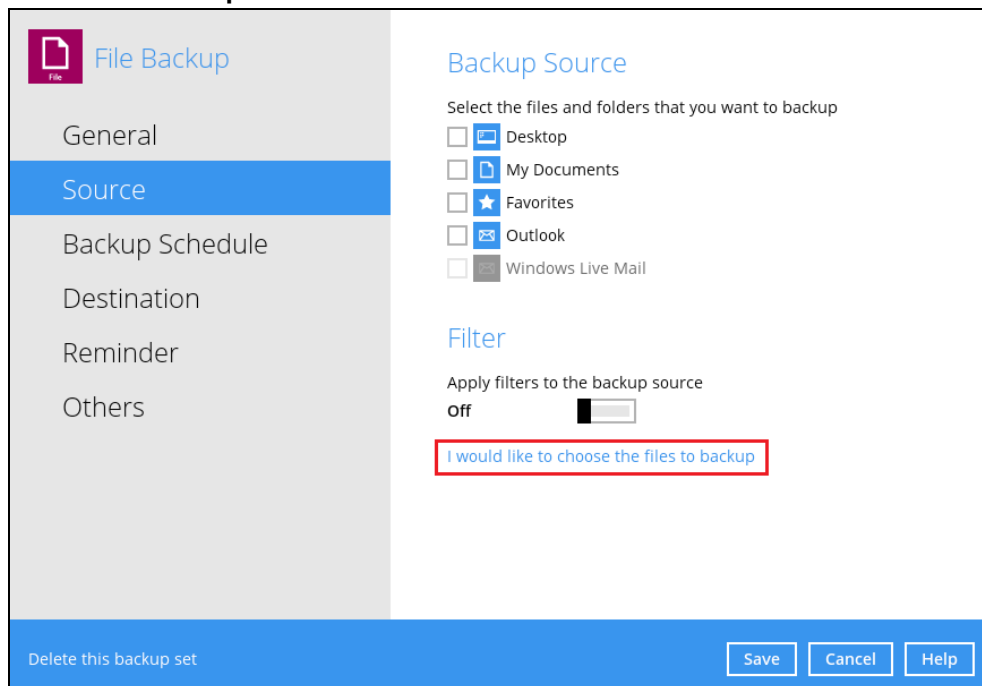 File
File Backup
General
Source
Backup Schedule
Destination
Reminder
Others
Backup Source
Select the files and folders that you want to backup
Desktop
My Documents
Favorites
Outlook
Windows Live Mail
Filter
Apply filters to the backup source
Off
I would like to choose the files to backup
Delete this backup set
Save
Cancel
Help